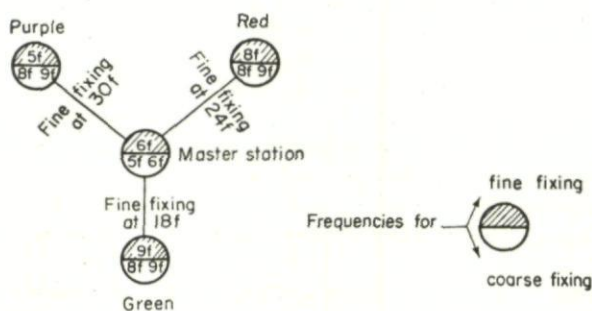 Purple
5f
8f 9f
Red
8f
8f 9f
Fine fixing
at 30f
Fine fixing
at 24f
6f
5f 6f
Master station
Fine fixing
at 18f
9f
8f 9f
Green
Frequencies for
fine fixing
coarse fixing